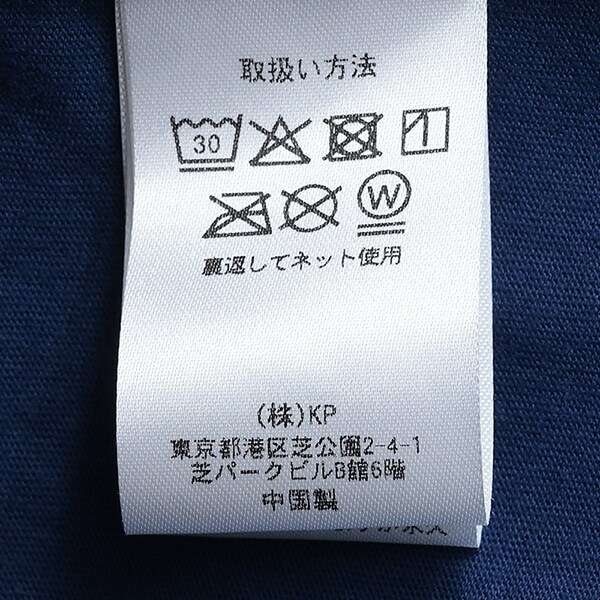 取扱い方法
30
W
裏返してネット使用
(株)KP
東京都港区芝公園2-4-1
芝パークビルB館6階
中国製